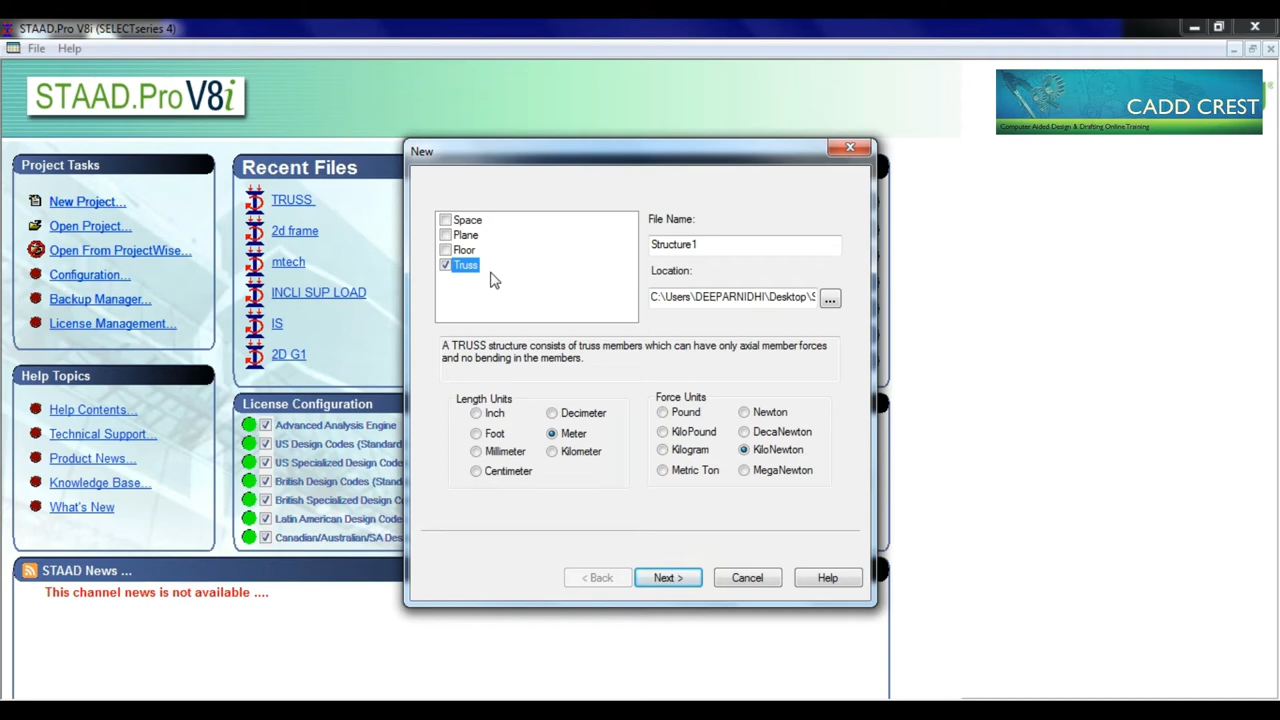 STAAD.Pro V8i (SELECTseries 4)
File Help
STAAD.ProV8i
CADD CREST
Computer Aided Design & Drafting Online Training
Project Tasks
New Project...
Open Project...
Open From ProjectWise...
Configuration...
Backup Manager...
License Management...
Help Topics
Help Contents...
Technical Support...
Product News...
Knowledge Base...
What's New
Recent Files
TRUSS
2d frame
mtech
INCLI SUP LOAD
IS
2D G1
License Configuration
Advanced Analysis Engine
US Design Codes (Standard
US Specialized Design Code
British Design Codes (Stand
British Specialized Design C
Latin American Design Code
Canadian/Australian/SA Des
STAAD News ...
This channel news is not available ....
New
Space
Plane
Floor
Truss
File Name:
Structure1
Location:
C:\Users\DEEPARNIDHI\Desktop\S
...
A TRUSS structure consists of truss members which can have only axial member forces
and no bending in the members.
Length Units
Inch Decimeter
Foot Meter
Millimeter Kilometer
Centimeter
Force Units
Pound Newton
KiloPound DecaNewton
Kilogram KiloNewton
Metric Ton MegaNewton
< Back Next > Cancel Help